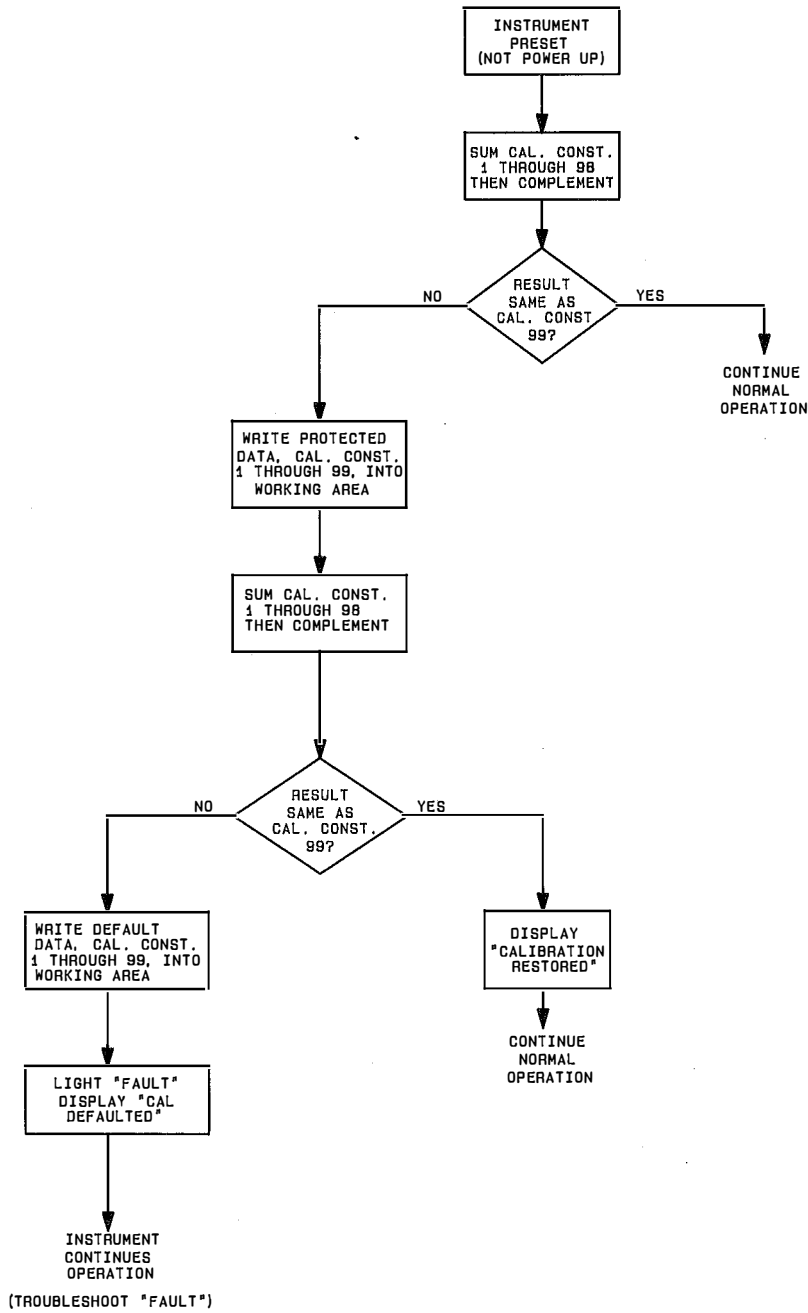 INSTRUMENT
PRESET
(NOT POWER UP)
SUM CAL. CONST.
1 THROUGH 98
THEN COMPLEMENT
RESULT
SAME AS
CAL. CONST
99?
NO
YES
CONTINUE
NORMAL
OPERATION
WRITE PROTECTED
DATA, CAL. CONST.
1 THROUGH 99, INTO
WORKING AREA
SUM CAL. CONST.
1 THROUGH 98
THEN COMPLEMENT
RESULT
SAME AS
CAL. CONST.
99?
NO
YES
WRITE DEFAULT
DATA, CAL. CONST.
1 THROUGH 99, INTO
WORKING AREA
DISPLAY
"CALIBRATION
RESTORED"
CONTINUE
NORMAL
OPERATION
LIGHT "FAULT"
DISPLAY "CAL
DEFAULTED"
INSTRUMENT
CONTINUES
OPERATION
(TROUBLESHOOT "FAULT")